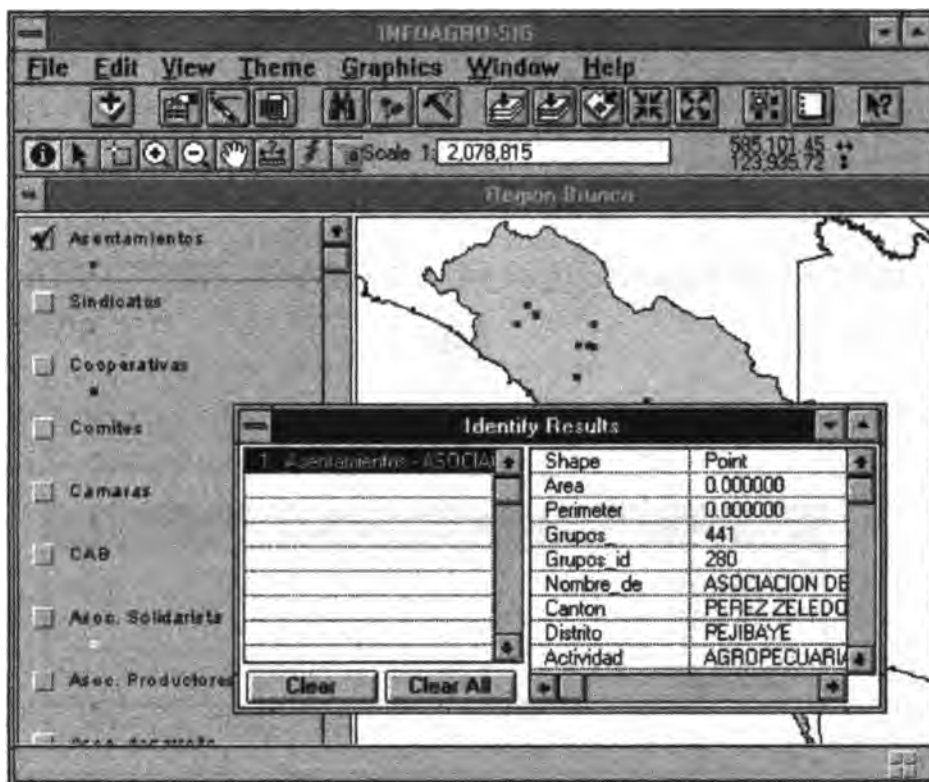 INFOAGRO-SIG
File Edit View Theme Graphics Window Help
Scale 1: 2,078,815
585,101.45
123,935.72
Region Brunca
Asentamientos
Sindicatos
Cooperativas
Comites
Camaras
CAB
Asoc. Solidarista
Asoc. Productores
Identify Results
1: Asentamientos - ASOCIA
Shape Point
Area 0.000000
Perimeter 0.000000
Grupos_ 441
Grupos_id 280
Nombre_de ASOCIACION DE
Canton PEREZ ZELEDO
Distrito PEJIBAYE
Actividad AGROPECUARIA
Clear Clear All